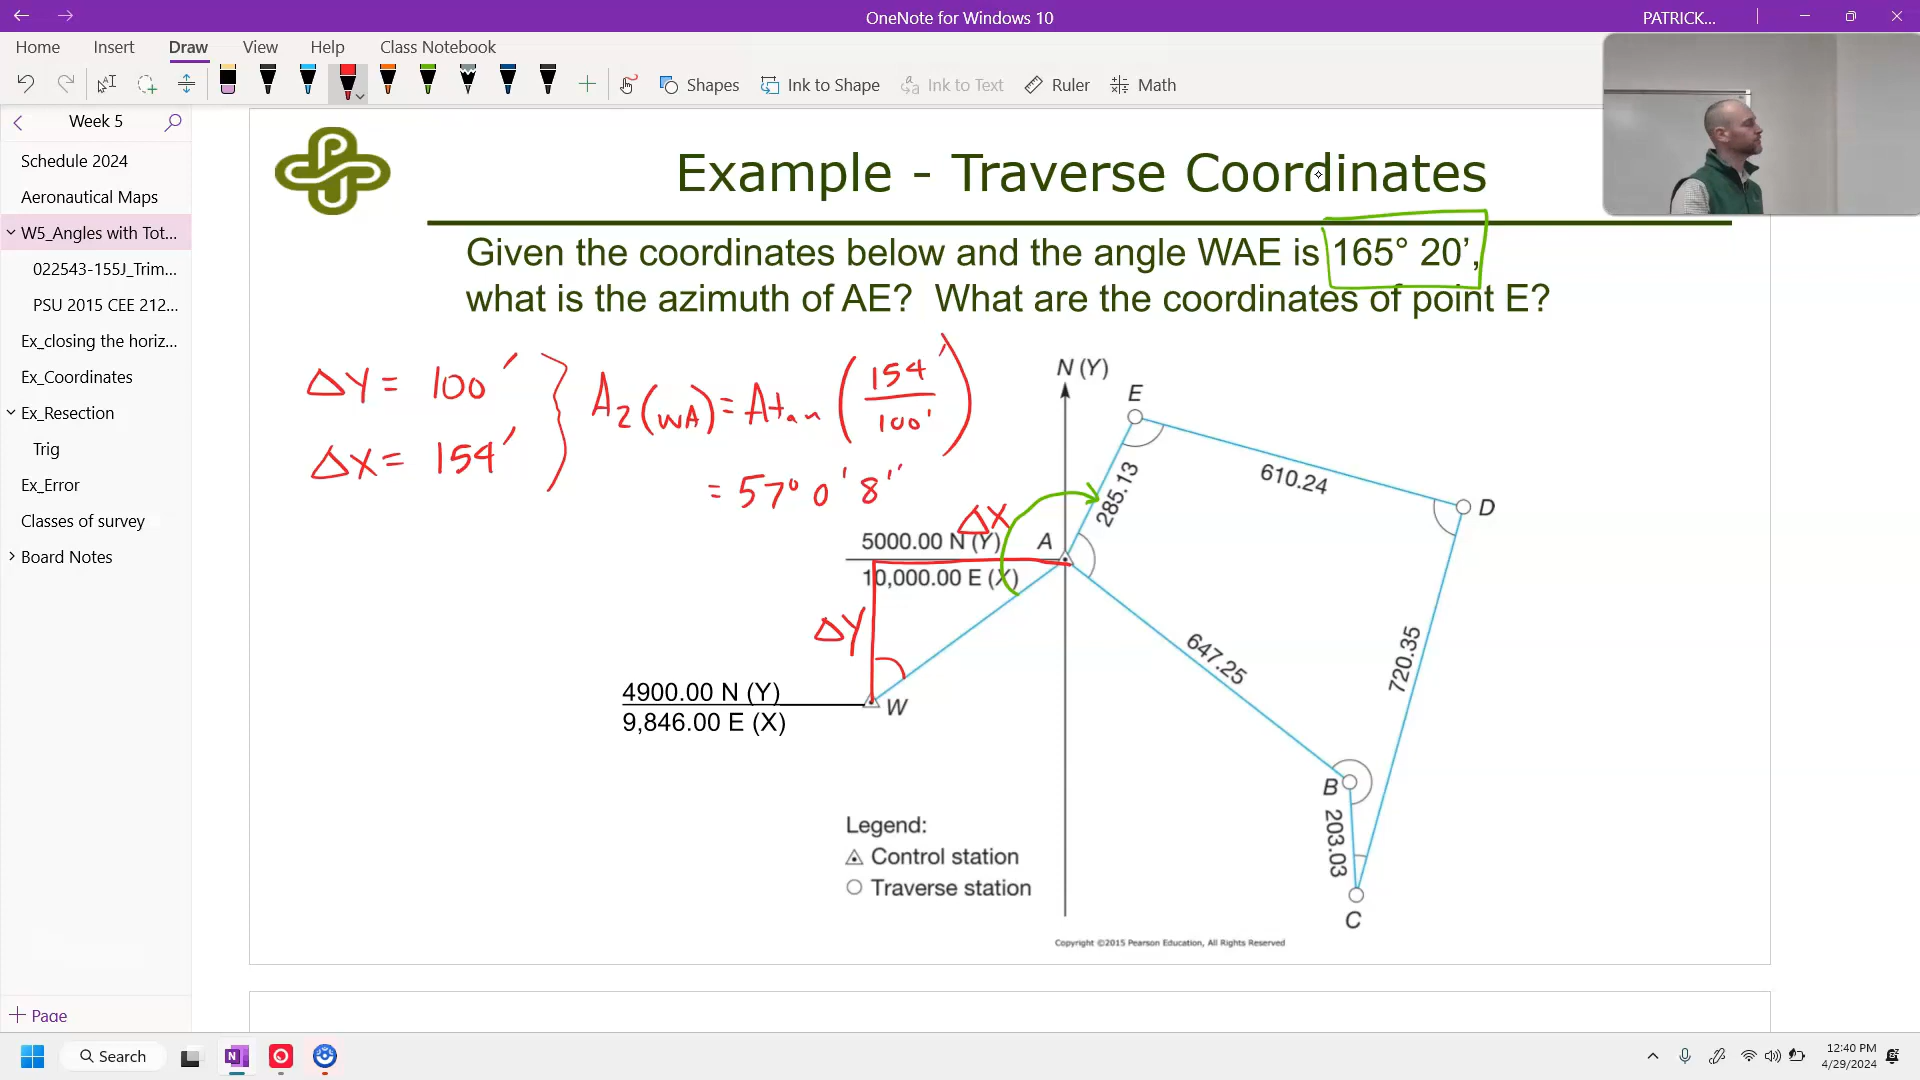 OneNote for Windows 10
PATRICK...
Home Insert Draw View Help Class Notebook
Shapes Ink to Shape Ink to Text Ruler Math
Week 5
Schedule 2024
Aeronautical Maps
W5_Angles with Tot...
022543-155J_Trim...
PSU 2015 CEE 212...
Ex_closing the horiz...
Ex_Coordinates
Ex_Resection
Trig
Ex_Error
Classes of survey
Board Notes
Page
PSU
Example - Traverse Coordinates
Given the coordinates below and the angle WAE is 165° 20’,
what is the azimuth of AE? What are the coordinates of point E?
ΔY = 100'
ΔX = 154'
Az(WA) = Atan (154'/100')
= 57° 0' 8"
N (Y)
E
285.13
610.24
D
ΔX
5000.00 N (Y)
A
10,000.00 E (X)
ΔY
647.25
720.35
4900.00 N (Y)
W
9,846.00 E (X)
B
203.03
C
Legend:
Control station
Traverse station
Copyright ©2015 Pearson Education, All Rights Reserved
Search
N
12:40 PM
4/29/2024